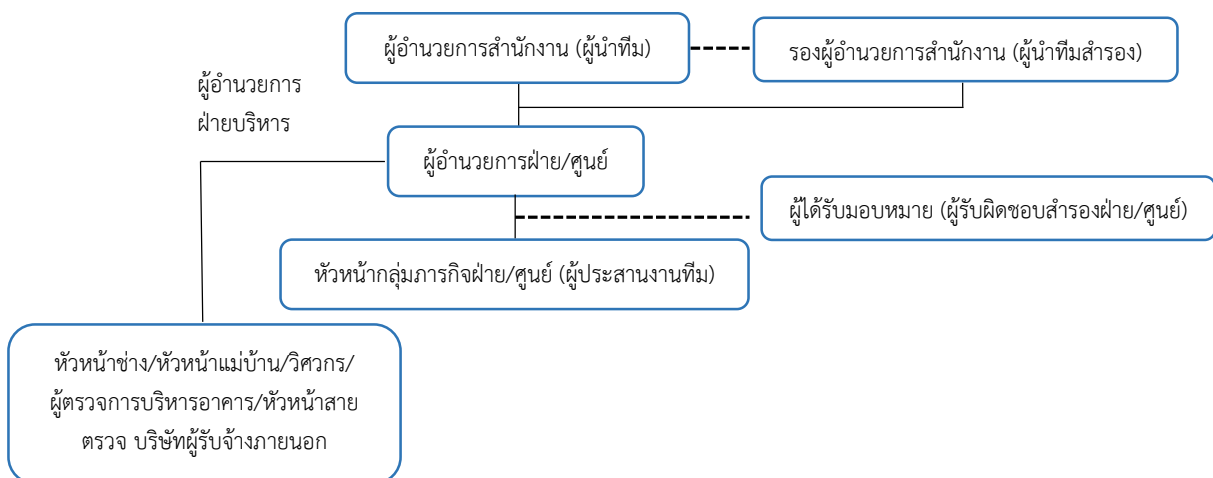 ผู้อำนวยการสำนักงาน (ผู้นำทีม)
รองผู้อำนวยการสำนักงาน (ผู้นำทีมสำรอง)
ผู้อำนวยการ
ฝ่ายบริหาร
ผู้อำนวยการฝ่าย/ศูนย์
ผู้ได้รับมอบหมาย (ผู้รับผิดชอบสำรองฝ่าย/ศูนย์)
หัวหน้ากลุ่มภารกิจฝ่าย/ศูนย์ (ผู้ประสานงานทีม)
หัวหน้าช่าง/หัวหน้าแม่บ้าน/วิศวกร/
ผู้ตรวจการบริหารอาคาร/หัวหน้าสาย
ตรวจ บริษัทผู้รับจ้างภายนอก